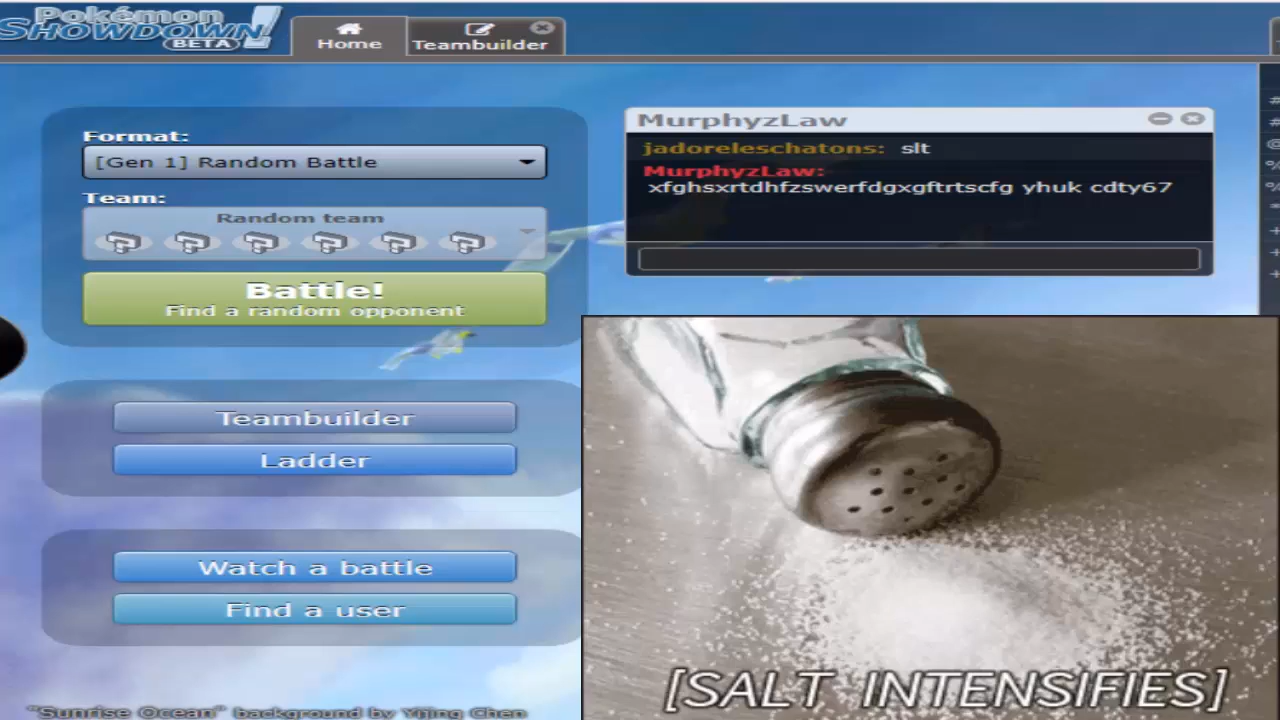 Pokémon
SHOWDOWN!
BETA
Home
Teambuilder
Format:
[Gen 1] Random Battle
Team:
Random team
Battle!
Find a random opponent
Teambuilder
Ladder
Watch a battle
Find a user
"Sunrise Ocean" background by Yijing Chen
MurphyzLaw
jadoreleschatons: slt
MurphyzLaw:
xfghsxrtdhfzswerfdgxgftrtscfg yhuk cdty67
[SALT INTENSIFIES]